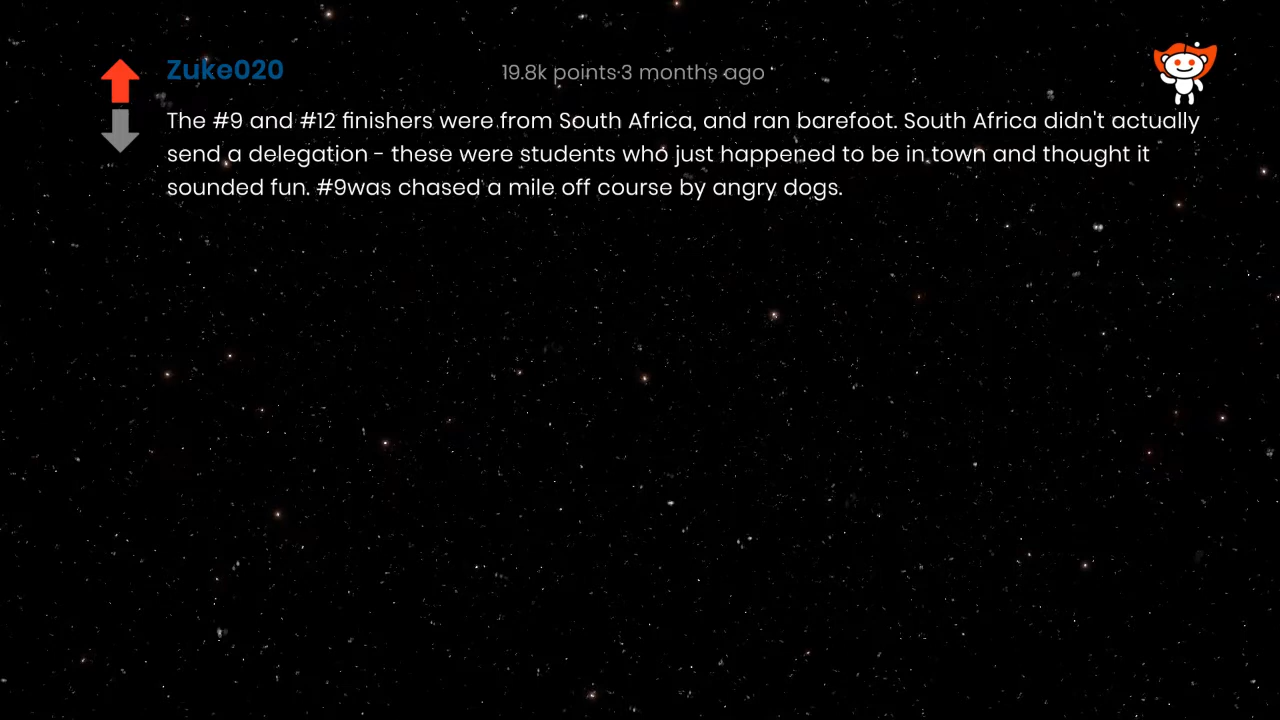 Zuke020 19.8k points·3 months ago
The #9 and #12 finishers were from South Africa, and ran barefoot. South Africa didn't actually
send a delegation - these were students who just happened to be in town and thought it
sounded fun. #9was chased a mile off course by angry dogs.